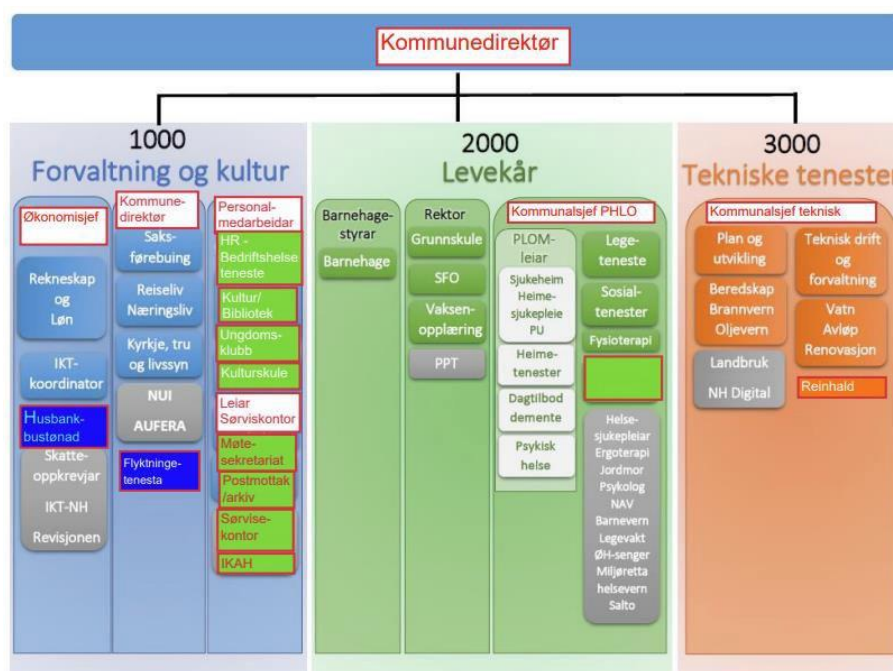 Kommunedirektør
1000
Forvaltning og kultur
Økonomisjef
Rekneskap
og
Løn
IKT-
koordinator
Husbank-
bustønad
Skatte-
oppkrevjar
IKT-NH
Revisjonen
Kommune-
direktør
Saks-
førebuing
Reiseliv
Næringsliv
Kyrkje, tru
og livssyn
NUI
AUFERA
Flyktninge-
tenesta
Personal-
medarbeidar
HR -
Bedriftshelse
teneste
Kultur/
Bibliotek
Ungdoms-
klubb
Kulturskule
Leiar
Sørviskontor
Møte-
sekretariat
Postmottak
/arkiv
Sørvise-
kontor
IKAH
2000
Levekår
Barnehage-
styrar
Barnehage
Rektor
Grunnskule
SFO
Vaksen-
opplæring
PPT
Kommunalsjef PHLO
PLOM-
leiar
Sjukeheim
Heime-
sjukepleie
PU
Heime-
tenester
Dagtilbod
demente
Psykisk
helse
Lege-
teneste
Sosial-
tenester
Fysioterapi
Helse-
sjukepleiar
Ergoterapi
Jordmor
Psykolog
NAV
Barnevern
Legevakt
ØH-senger
Miljøretta
helsevern
Salto
3000
Tekniske tenester
Kommunalsjef teknisk
Plan og
utvikling
Beredskap
Brannvern
Oljevern
Landbruk
NH Digital
Teknisk drift
og
forvaltning
Vatn
Avløp
Renovasjon
Reinhald